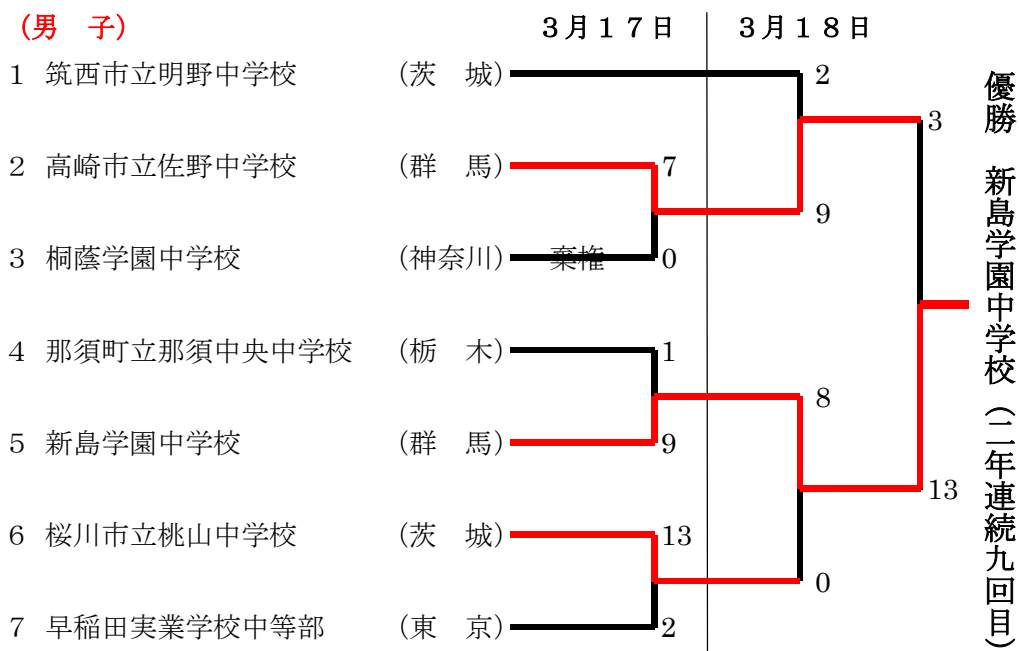 （男　子）
３月１７日
３月１８日
1 筑西市立明野中学校 （茨　城） 2
3
2 高崎市立佐野中学校 （群　馬） 7
9
3 桐蔭学園中学校 （神奈川） 棄権 0
4 那須町立那須中央中学校 （栃　木） 1
8
5 新島学園中学校 （群　馬） 9
13
6 桜川市立桃山中学校 （茨　城） 13
0
7 早稲田実業学校中等部 （東　京） 2
優勝　新島学園中学校（二年連続九回目）